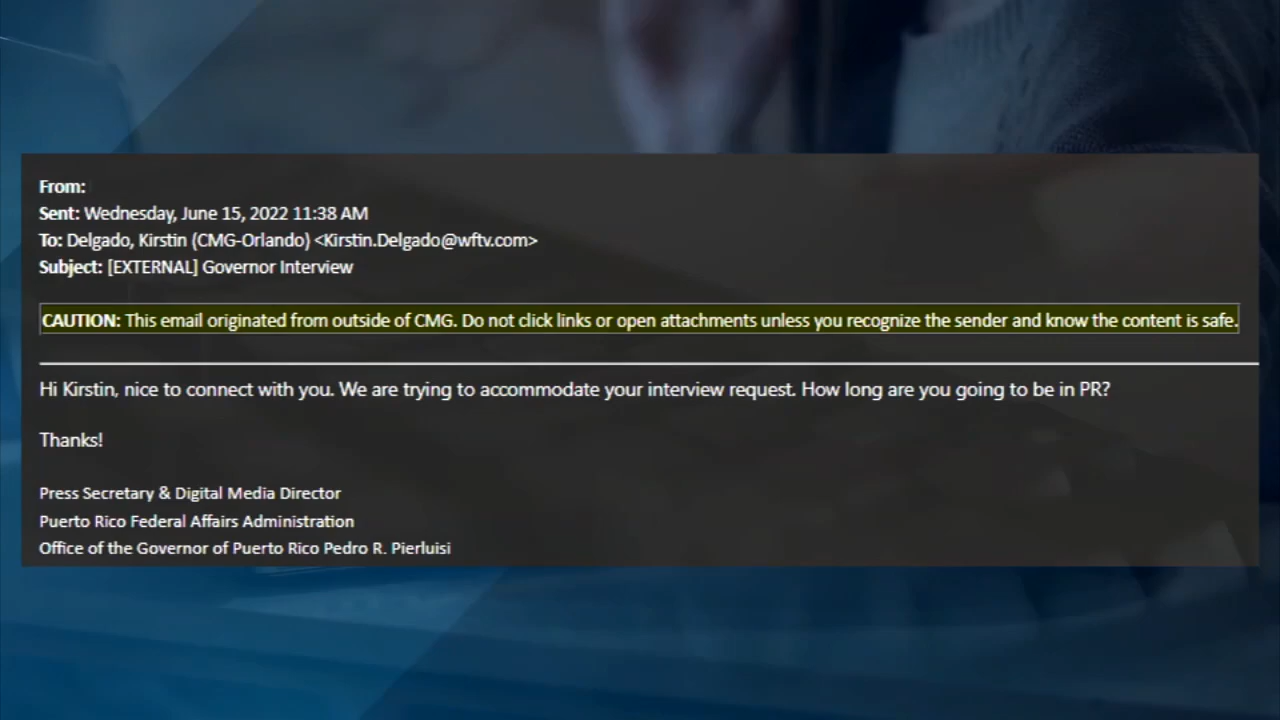 From:
Sent: Wednesday, June 15, 2022 11:38 AM
To: Delgado, Kirstin (CMG-Orlando) <Kirstin.Delgado@wftv.com>
Subject: [EXTERNAL] Governor Interview
CAUTION: This email originated from outside of CMG. Do not click links or open attachments unless you recognize the sender and know the content is safe.
Hi Kirstin, nice to connect with you. We are trying to accommodate your interview request. How long are you going to be in PR?
Thanks!
Press Secretary & Digital Media Director
Puerto Rico Federal Affairs Administration
Office of the Governor of Puerto Rico Pedro R. Pierluisi